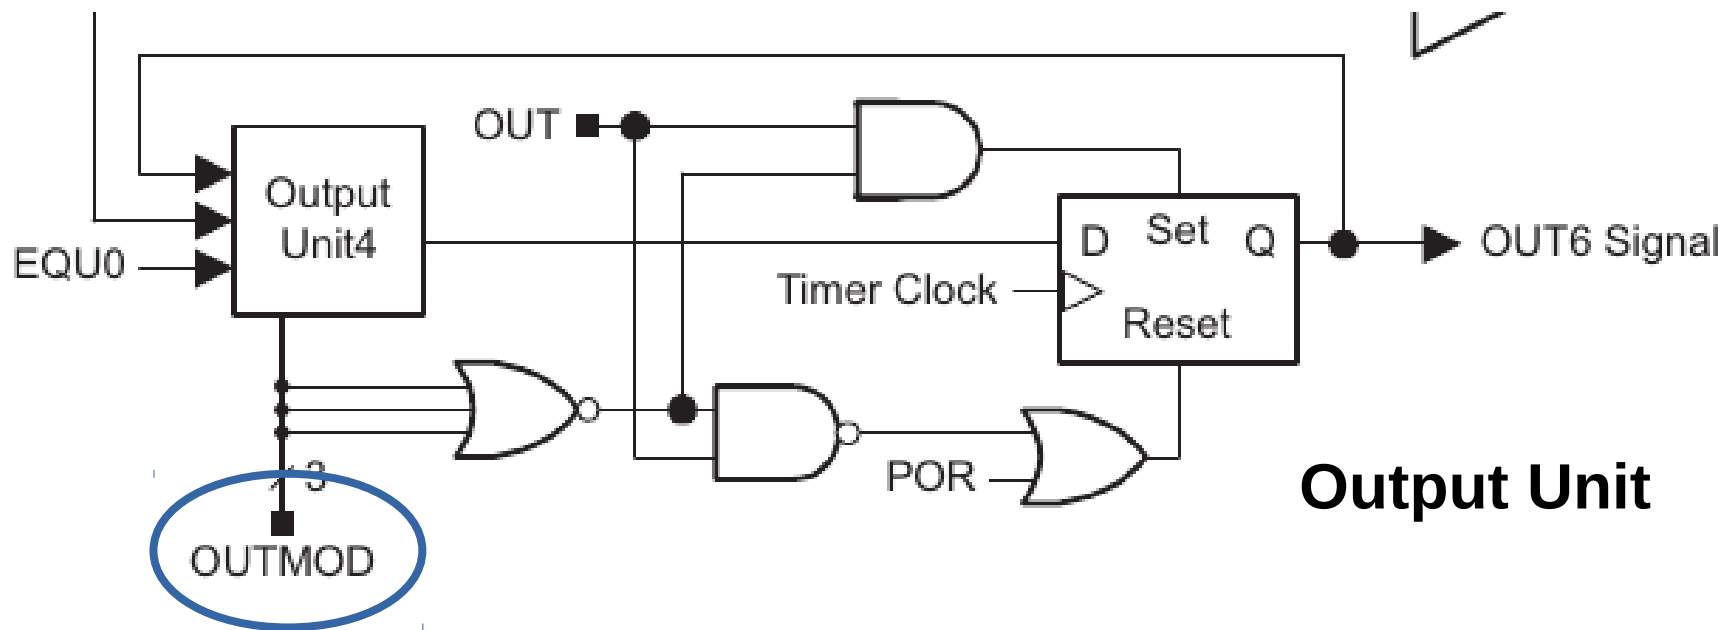 OUT
Output
Unit4
EQU0
D
Set
Q
OUT6 Signal
Timer Clock
Reset
3
POR
Output Unit
OUTMOD